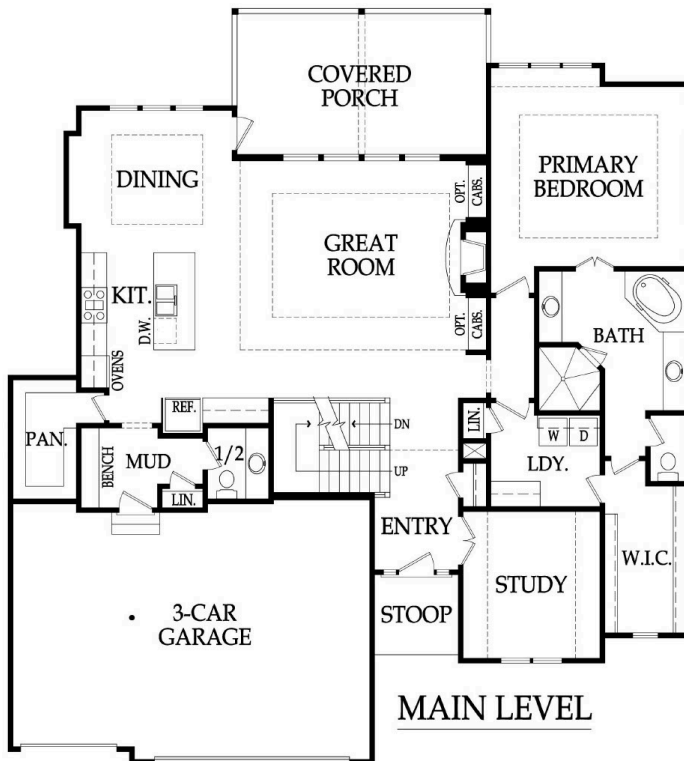 COVERED
PORCH
DINING
PRIMARY
BEDROOM
OPT.
CABS.
GREAT
ROOM
KIT.
D.W.
OVENS
OPT.
CABS.
BATH
PAN.
REF.
BENCH
MUD
1/2
LIN.
DN
UP
LIN.
W
D
LDY.
ENTRY
STUDY
W.I.C.
3-CAR
GARAGE
STOOP
MAIN LEVEL